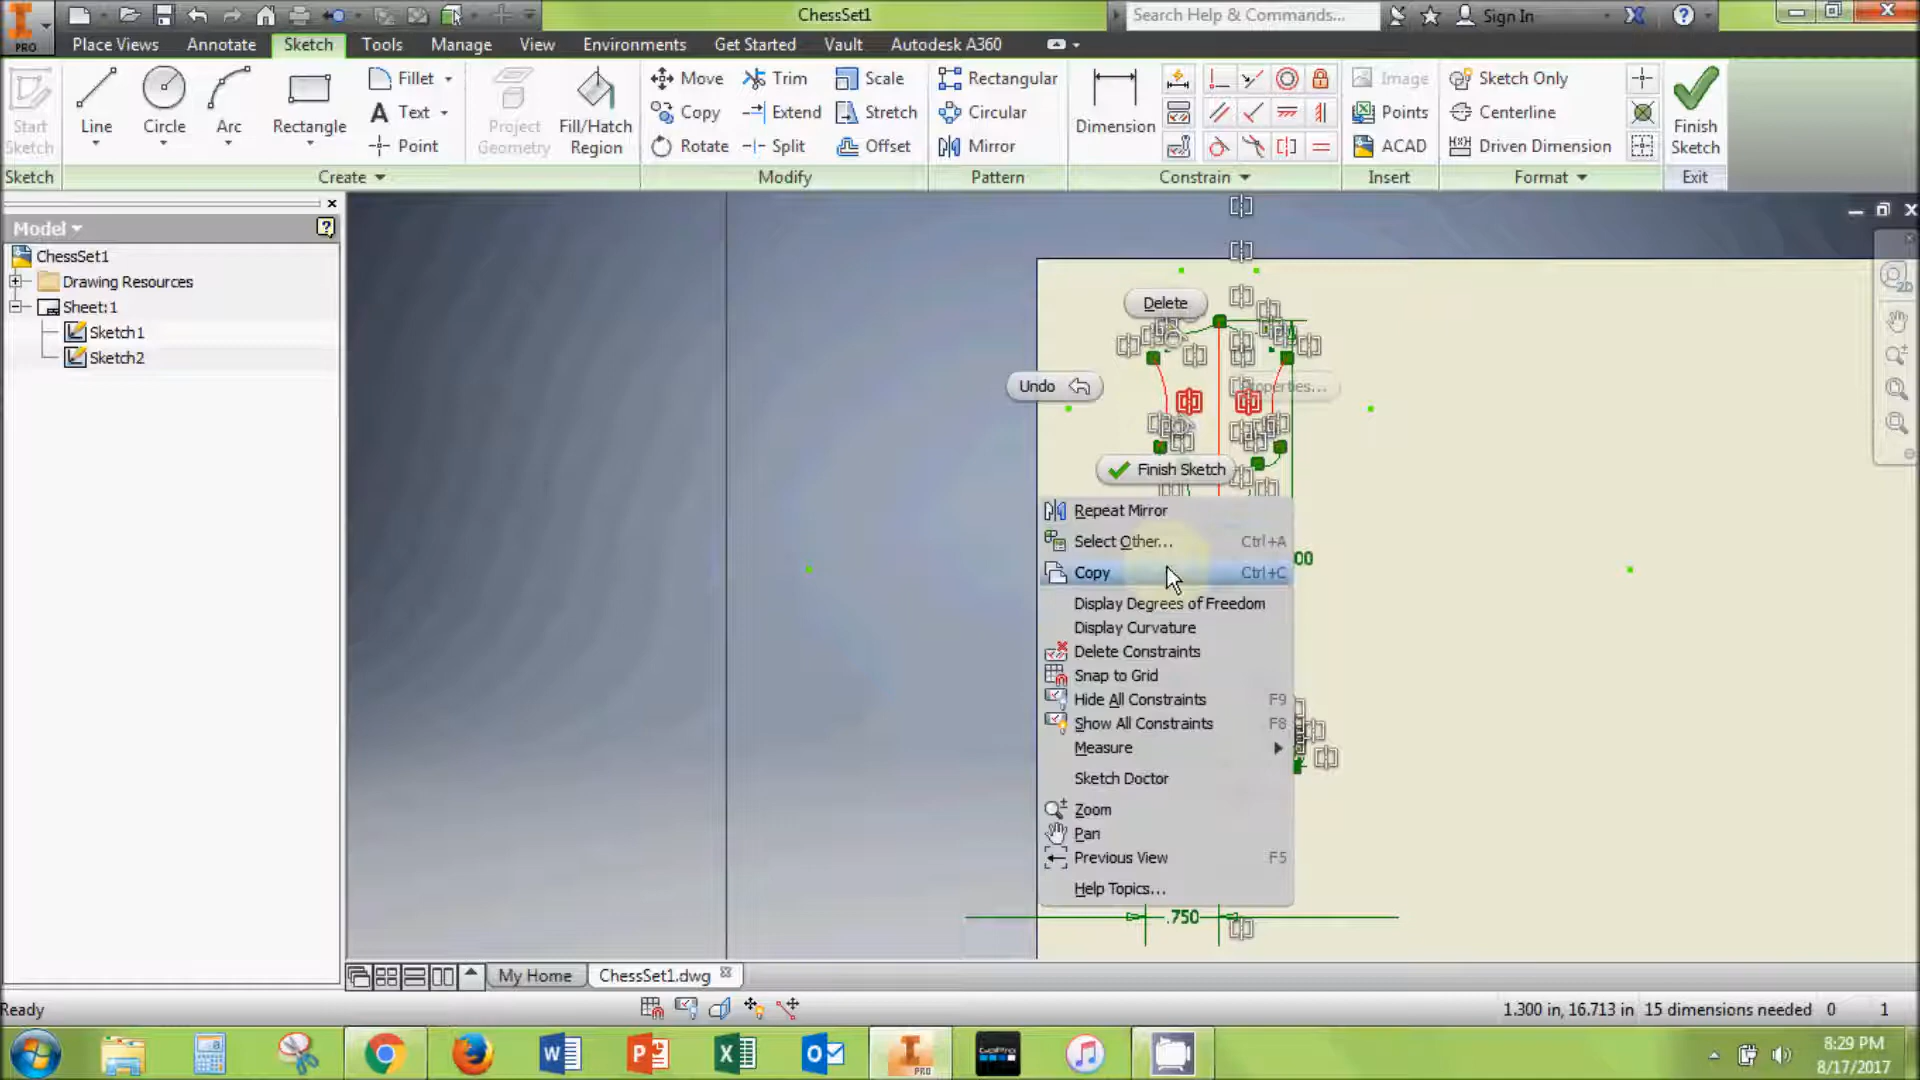 ChessSet1
Search Help & Commands...
Sign In
PRO
Place Views
Annotate
Sketch
Tools
Manage
View
Environments
Get Started
Vault
Autodesk A360
Start Sketch
Line
Circle
Arc
Rectangle
Fillet
Text
Point
Project Geometry
Fill/Hatch Region
Move
Copy
Rotate
Trim
Extend
Split
Scale
Stretch
Offset
Rectangular
Circular
Mirror
Dimension
Image
Points
ACAD
Sketch Only
Centerline
Driven Dimension
Finish Sketch
Sketch
Create
Modify
Pattern
Constrain
Insert
Format
Exit
Model
ChessSet1
Drawing Resources
Sheet:1
Sketch1
Sketch2
Delete
Undo
Properties...
Finish Sketch
Repeat Mirror
Select Other... Ctrl+A
Copy Ctrl+C
Display Degrees of Freedom
Display Curvature
Delete Constraints
Snap to Grid
Hide All Constraints F9
Show All Constraints F8
Measure
Sketch Doctor
Zoom
Pan
Previous View F5
Help Topics...
00
.750
2D
My Home
ChessSet1.dwg
Ready
1.300 in, 16.713 in 15 dimensions needed 0 1
PRO
GoPro
8:29 PM
8/17/2017